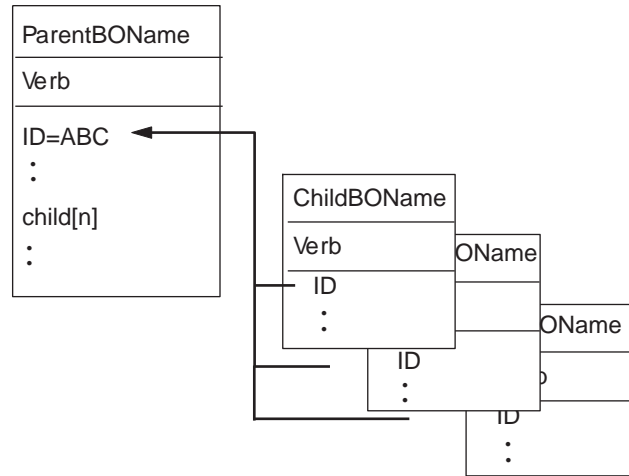 ParentBOName
Verb
ID=ABC
child[n]
ChildBOName
Verb
ID
OName
ID
OName
ID